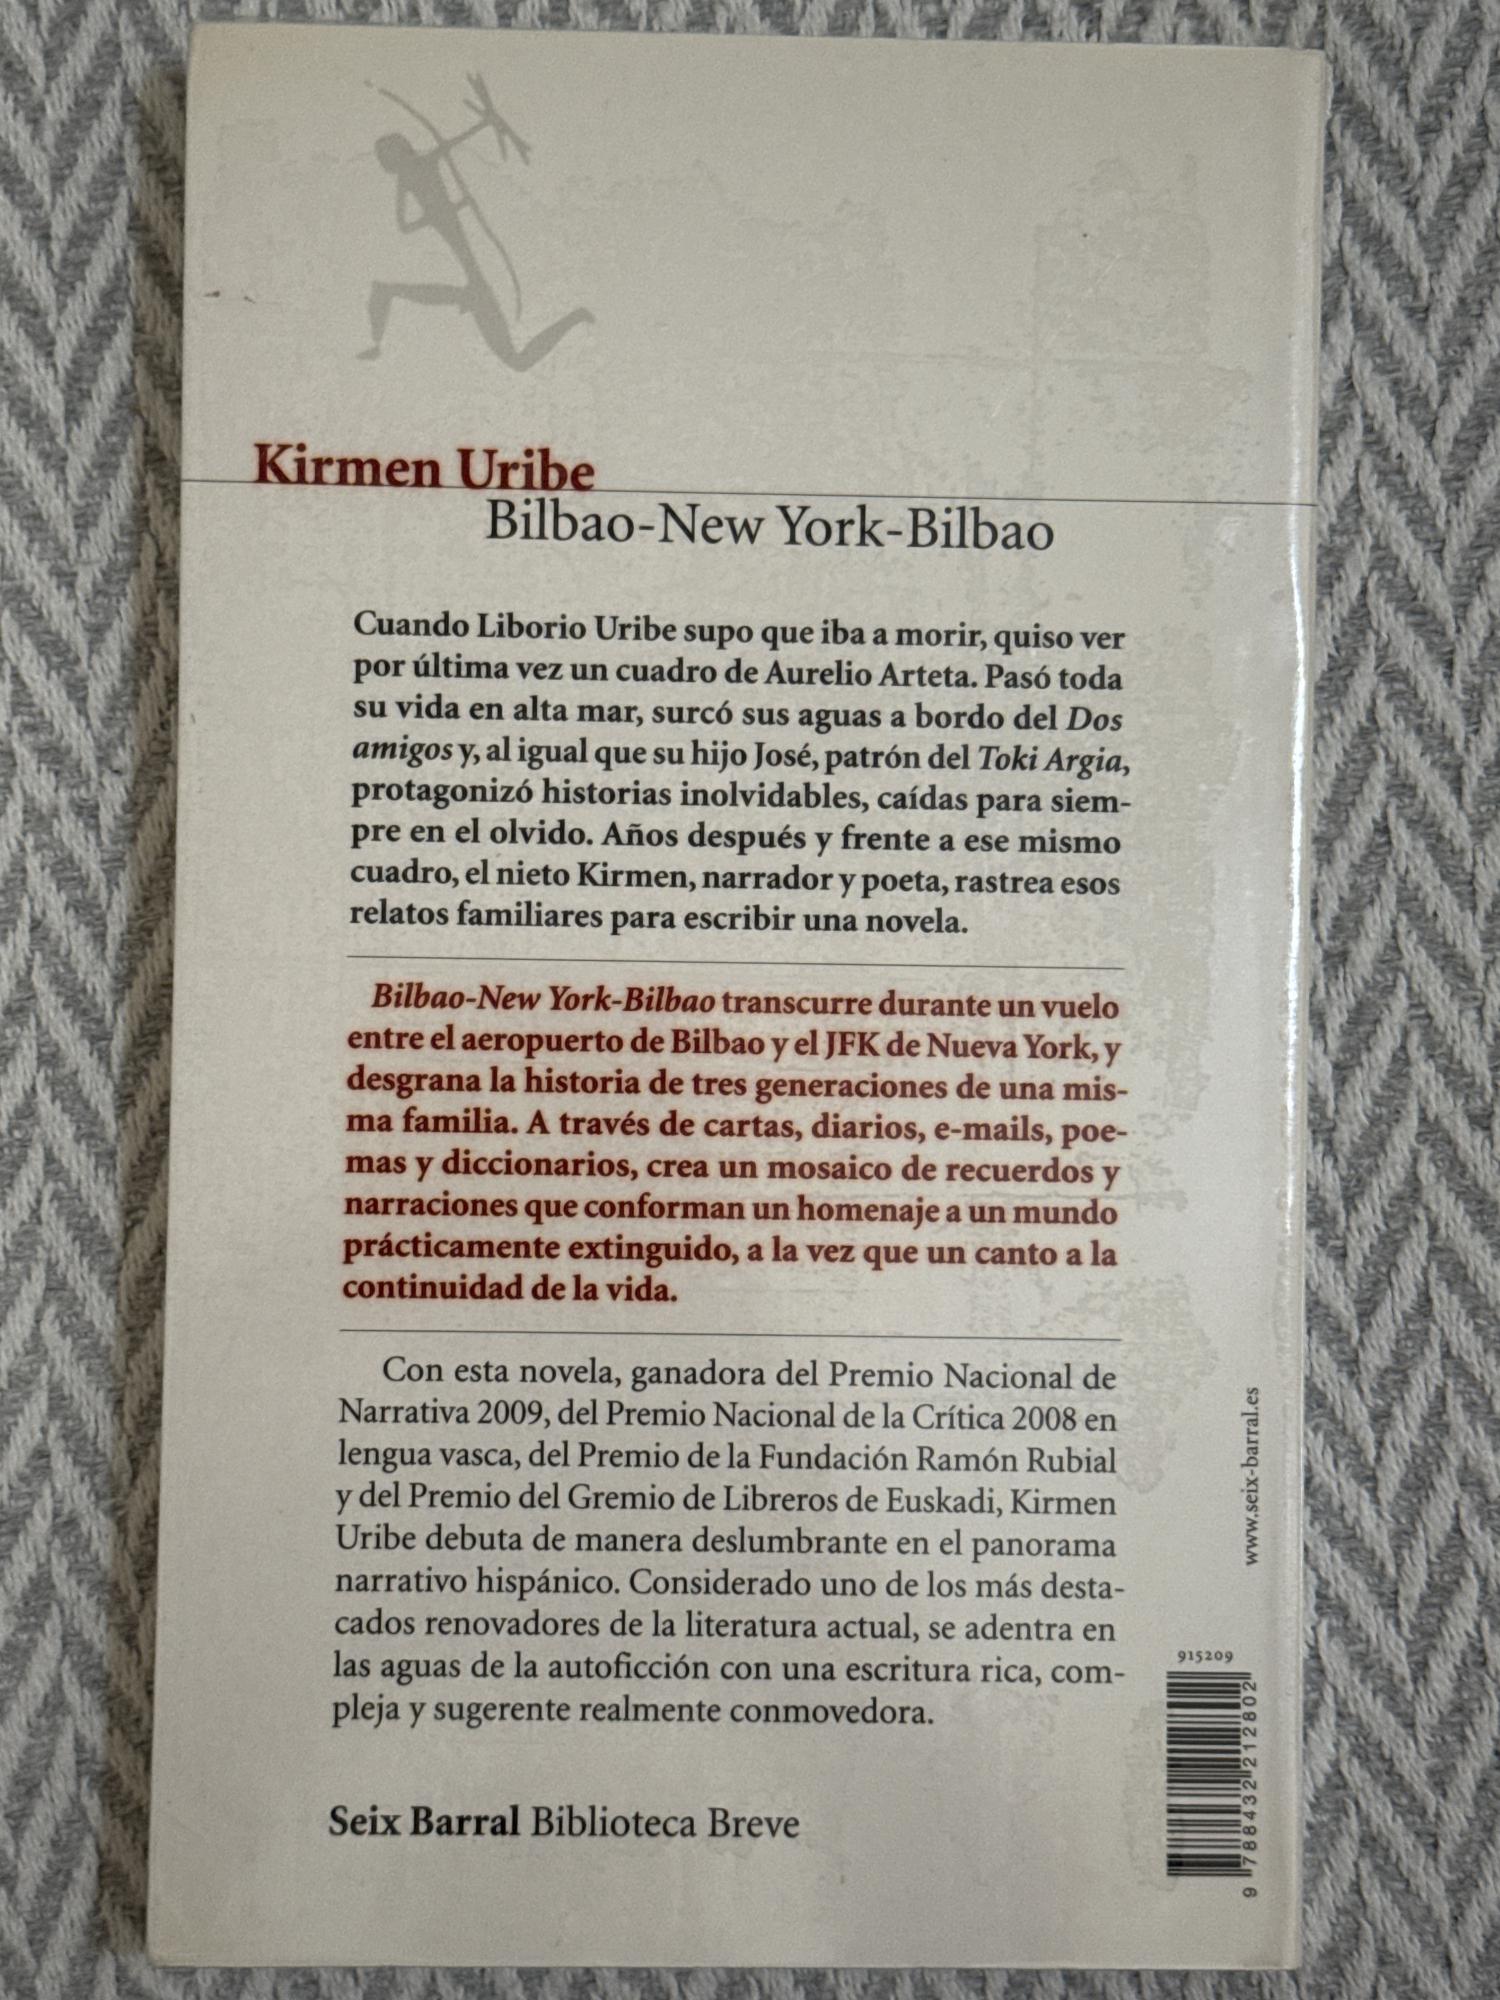 Kirmen Uribe
Bilbao-New York-Bilbao
Cuando Liborio Uribe supo que iba a morir, quiso ver
por última vez un cuadro de Aurelio Arteta. Pasó toda
su vida en alta mar, surcó sus aguas a bordo del Dos
amigos y, al igual que su hijo José, patrón del Toki Argia,
protagonizó historias inolvidables, caídas para siem-
pre en el olvido. Años después y frente a ese mismo
cuadro, el nieto Kirmen, narrador y poeta, rastrea esos
relatos familiares para escribir una novela.
Bilbao-New York-Bilbao transcurre durante un vuelo
entre el aeropuerto de Bilbao y el JFK de Nueva York, y
desgrana la historia de tres generaciones de una mis-
ma familia. A través de cartas, diarios, e-mails, poe-
mas y diccionarios, crea un mosaico de recuerdos y
narraciones que conforman un homenaje a un mundo
prácticamente extinguido, a la vez que un canto a la
continuidad de la vida.
Con esta novela, ganadora del Premio Nacional de
Narrativa 2009, del Premio Nacional de la Crítica 2008 en
lengua vasca, del Premio de la Fundación Ramón Rubial
y del Premio del Gremio de Libreros de Euskadi, Kirmen
Uribe debuta de manera deslumbrante en el panorama
narrativo hispánico. Considerado uno de los más desta-
cados renovadores de la literatura actual, se adentra en
las aguas de la autoficción con una escritura rica, com-
pleja y sugerente realmente conmovedora.
Seix Barral Biblioteca Breve
www.seix-barral.es
915209
9 788432 212802